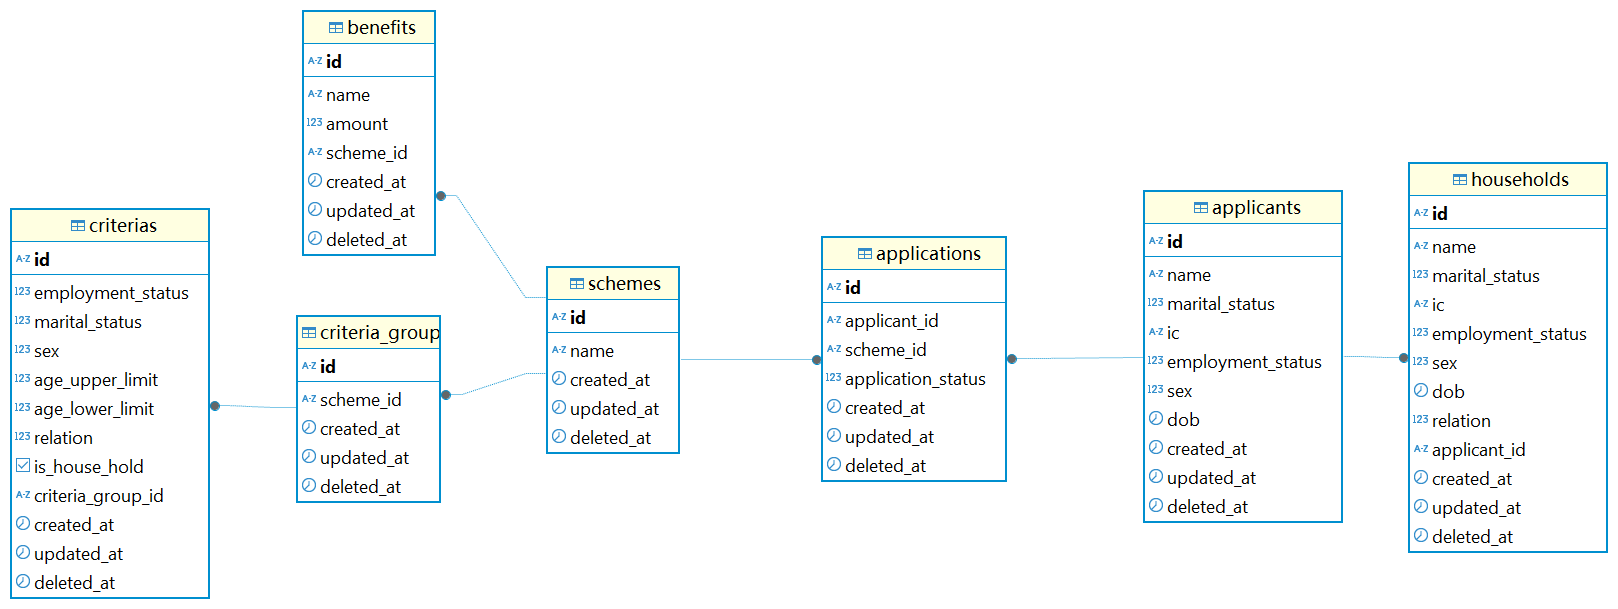 benefits
A-Z id
A-Z name
123 amount
A-Z scheme_id
created_at
updated_at
deleted_at
criterias
A-Z id
123 employment_status
123 marital_status
123 sex
123 age_upper_limit
123 age_lower_limit
123 relation
is_house_hold
A-Z criteria_group_id
created_at
updated_at
deleted_at
criteria_group
A-Z id
A-Z scheme_id
created_at
updated_at
deleted_at
schemes
A-Z id
A-Z name
created_at
updated_at
deleted_at
applications
A-Z id
A-Z applicant_id
A-Z scheme_id
123 application_status
created_at
updated_at
deleted_at
applicants
A-Z id
A-Z name
123 marital_status
A-Z ic
123 employment_status
123 sex
dob
created_at
updated_at
deleted_at
households
A-Z id
A-Z name
123 marital_status
A-Z ic
123 employment_status
123 sex
dob
123 relation
A-Z applicant_id
created_at
updated_at
deleted_at